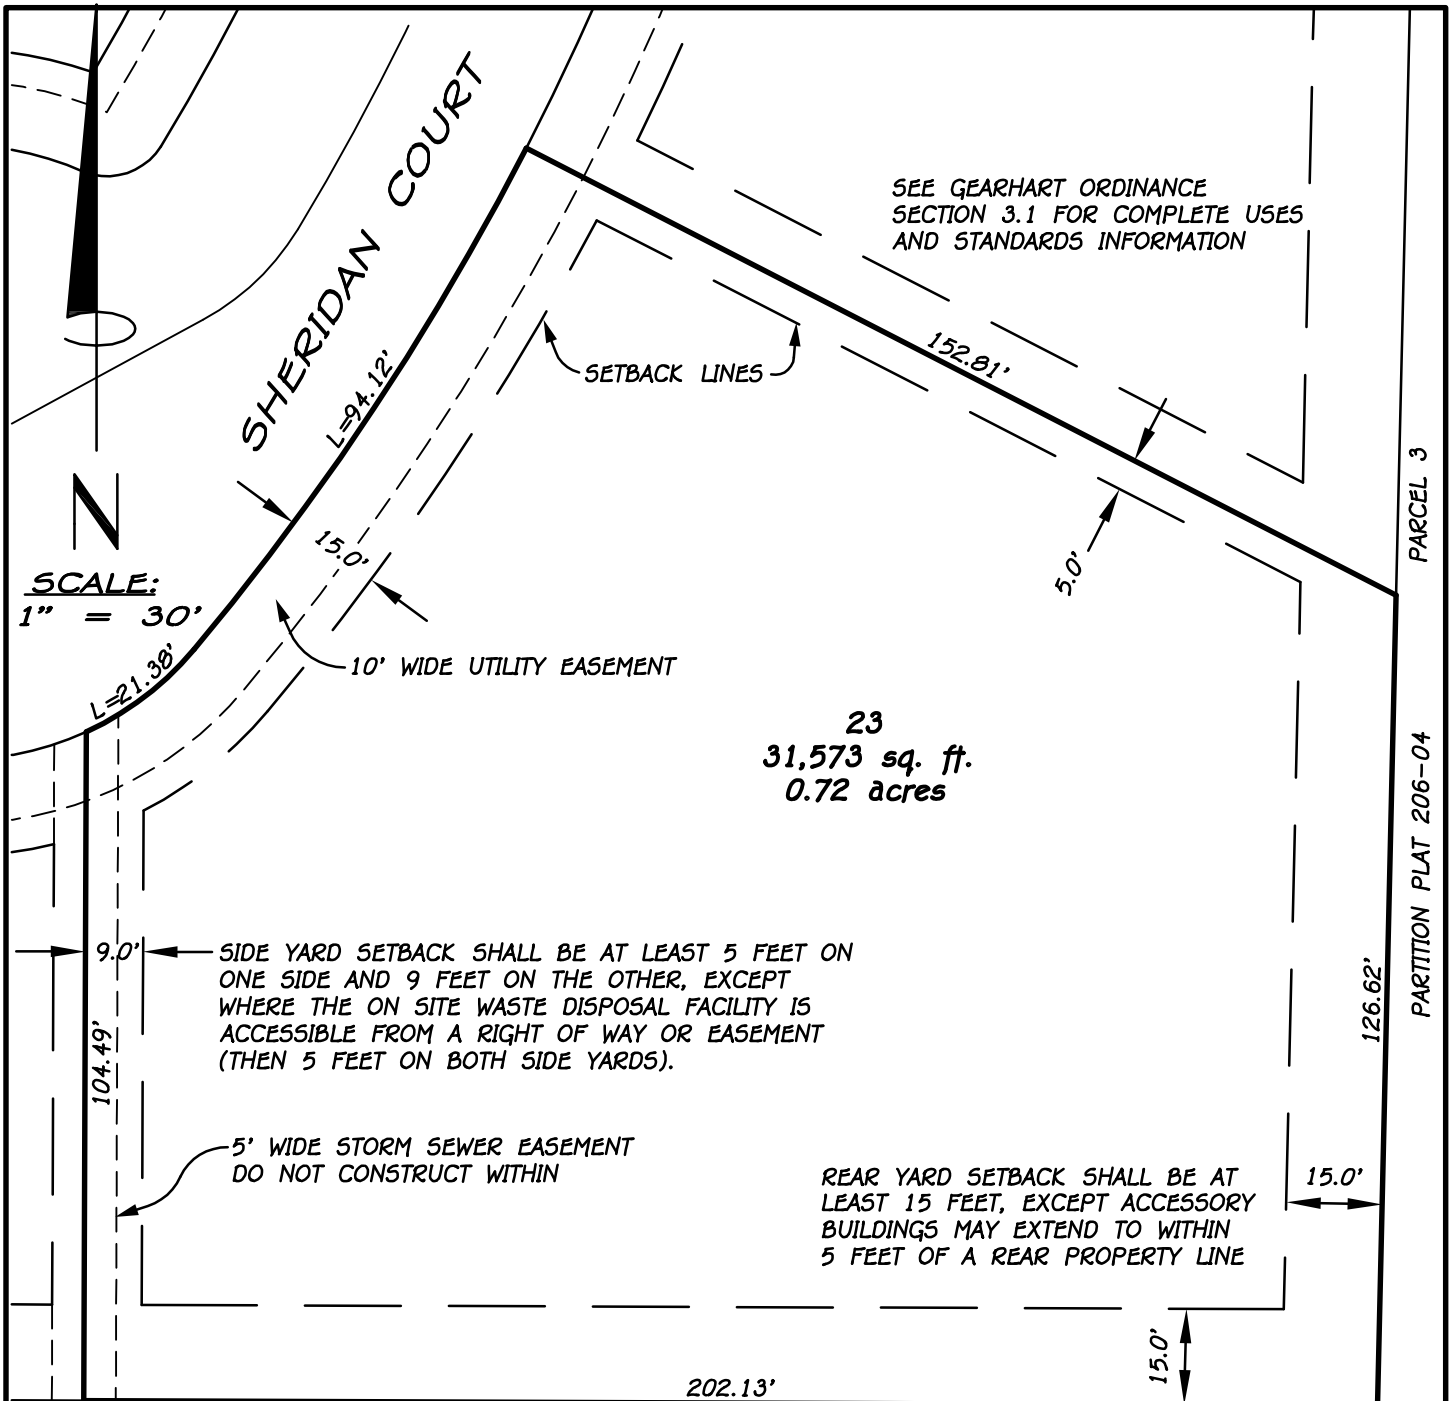 SHERIDAN COURT
SEE GEARHART ORDINANCE
SECTION 3.1 FOR COMPLETE USES
AND STANDARDS INFORMATION
152.81'
SETBACK LINES
L=94.12'
PARCEL 3
N
SCALE:
1" = 30'
15.0'
5.0'
10' WIDE UTILITY EASEMENT
L=21.38'
23
31,573 sq. ft.
0.72 acres
PARTITION PLAT 206-04
9.0'
SIDE YARD SETBACK SHALL BE AT LEAST 5 FEET ON
ONE SIDE AND 9 FEET ON THE OTHER, EXCEPT
WHERE THE ON SITE WASTE DISPOSAL FACILITY IS
ACCESSIBLE FROM A RIGHT OF WAY OR EASEMENT
(THEN 5 FEET ON BOTH SIDE YARDS).
104.49'
126.62'
5' WIDE STORM SEWER EASEMENT
DO NOT CONSTRUCT WITHIN
REAR YARD SETBACK SHALL BE AT
LEAST 15 FEET, EXCEPT ACCESSORY
BUILDINGS MAY EXTEND TO WITHIN
5 FEET OF A REAR PROPERTY LINE
15.0'
15.0'
202.13'